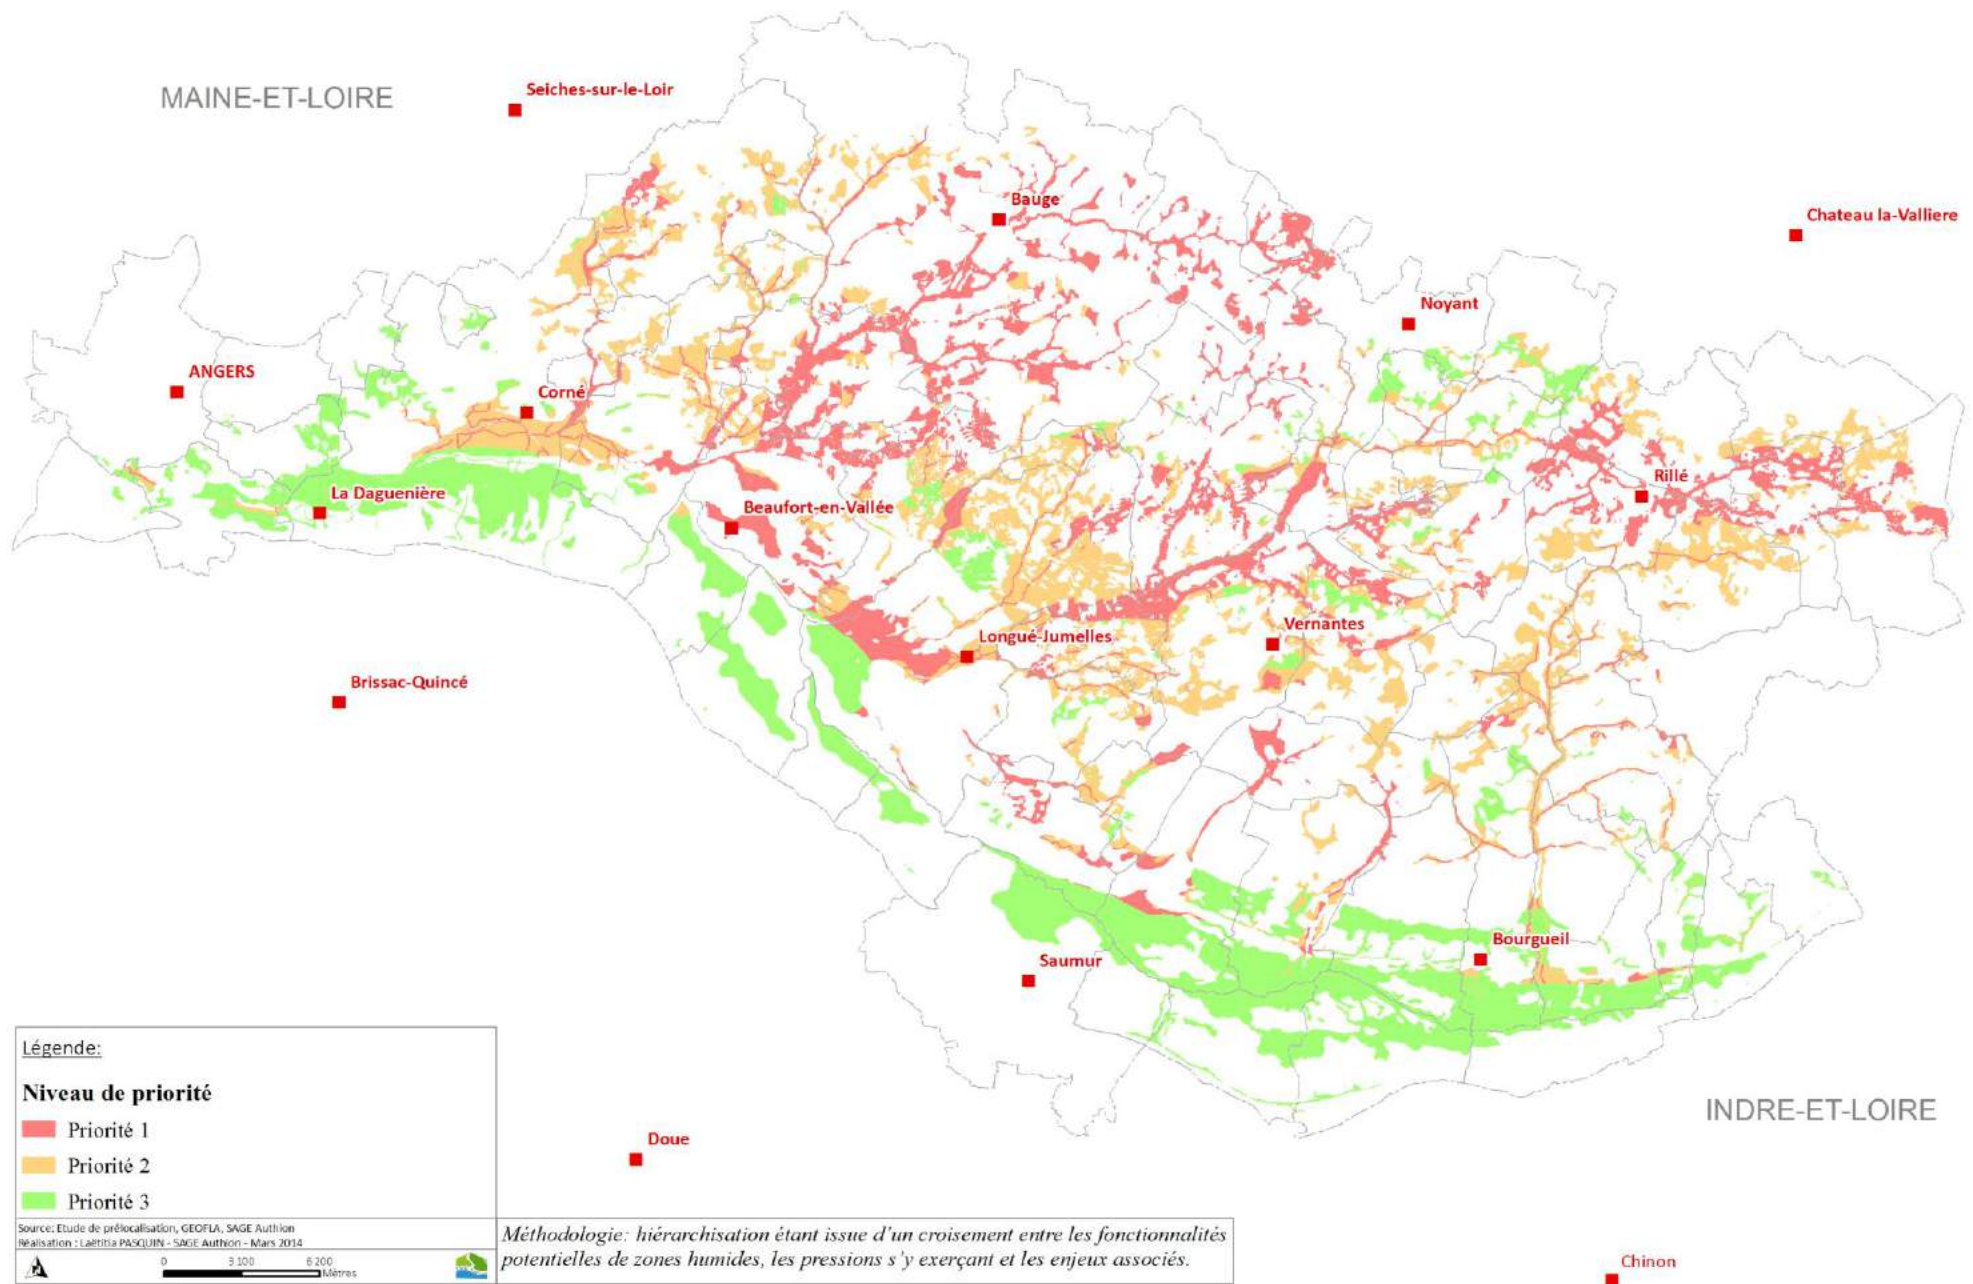 MAINE-ET-LOIRE
Seiches-sur-le-Loir
Bauge
Chateau la-Valliere
Noyant
ANGERS
Corné
Rillé
La Daguenière
Beaufort-en-Vallée
Vernantes
Longué-Jumelles
Brissac-Quincé
Bourgueil
Saumur
INDRE-ET-LOIRE
Doue
Chinon
Légende:
Niveau de priorité
Priorité 1
Priorité 2
Priorité 3
Source: Etude de prélocalisation, GEOFLA, SAGE Authion
Réalisation : Laëtitia PASQUIN - SAGE Authion - Mars 2014
0 3 100 6 200
Mètres
Méthodologie: hiérarchisation étant issue d'un croisement entre les fonctionnalités
potentielles de zones humides, les pressions s'y exerçant et les enjeux associés.